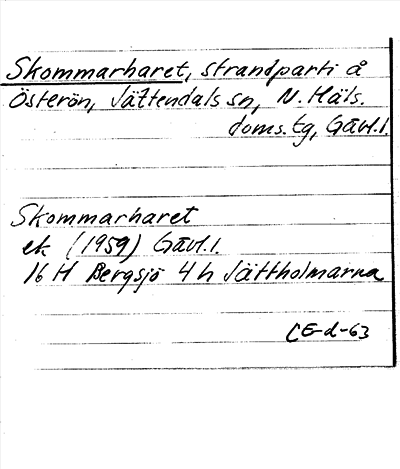 Skommarharet, strandparti å
Österön, Jättendals sn, N. Häls.
doms.tg, Gävl.l.
Skommarharet
ek (1959) Gävl.l.
16 H Bergsjö 4 h Jättholmarna
CE-d-63